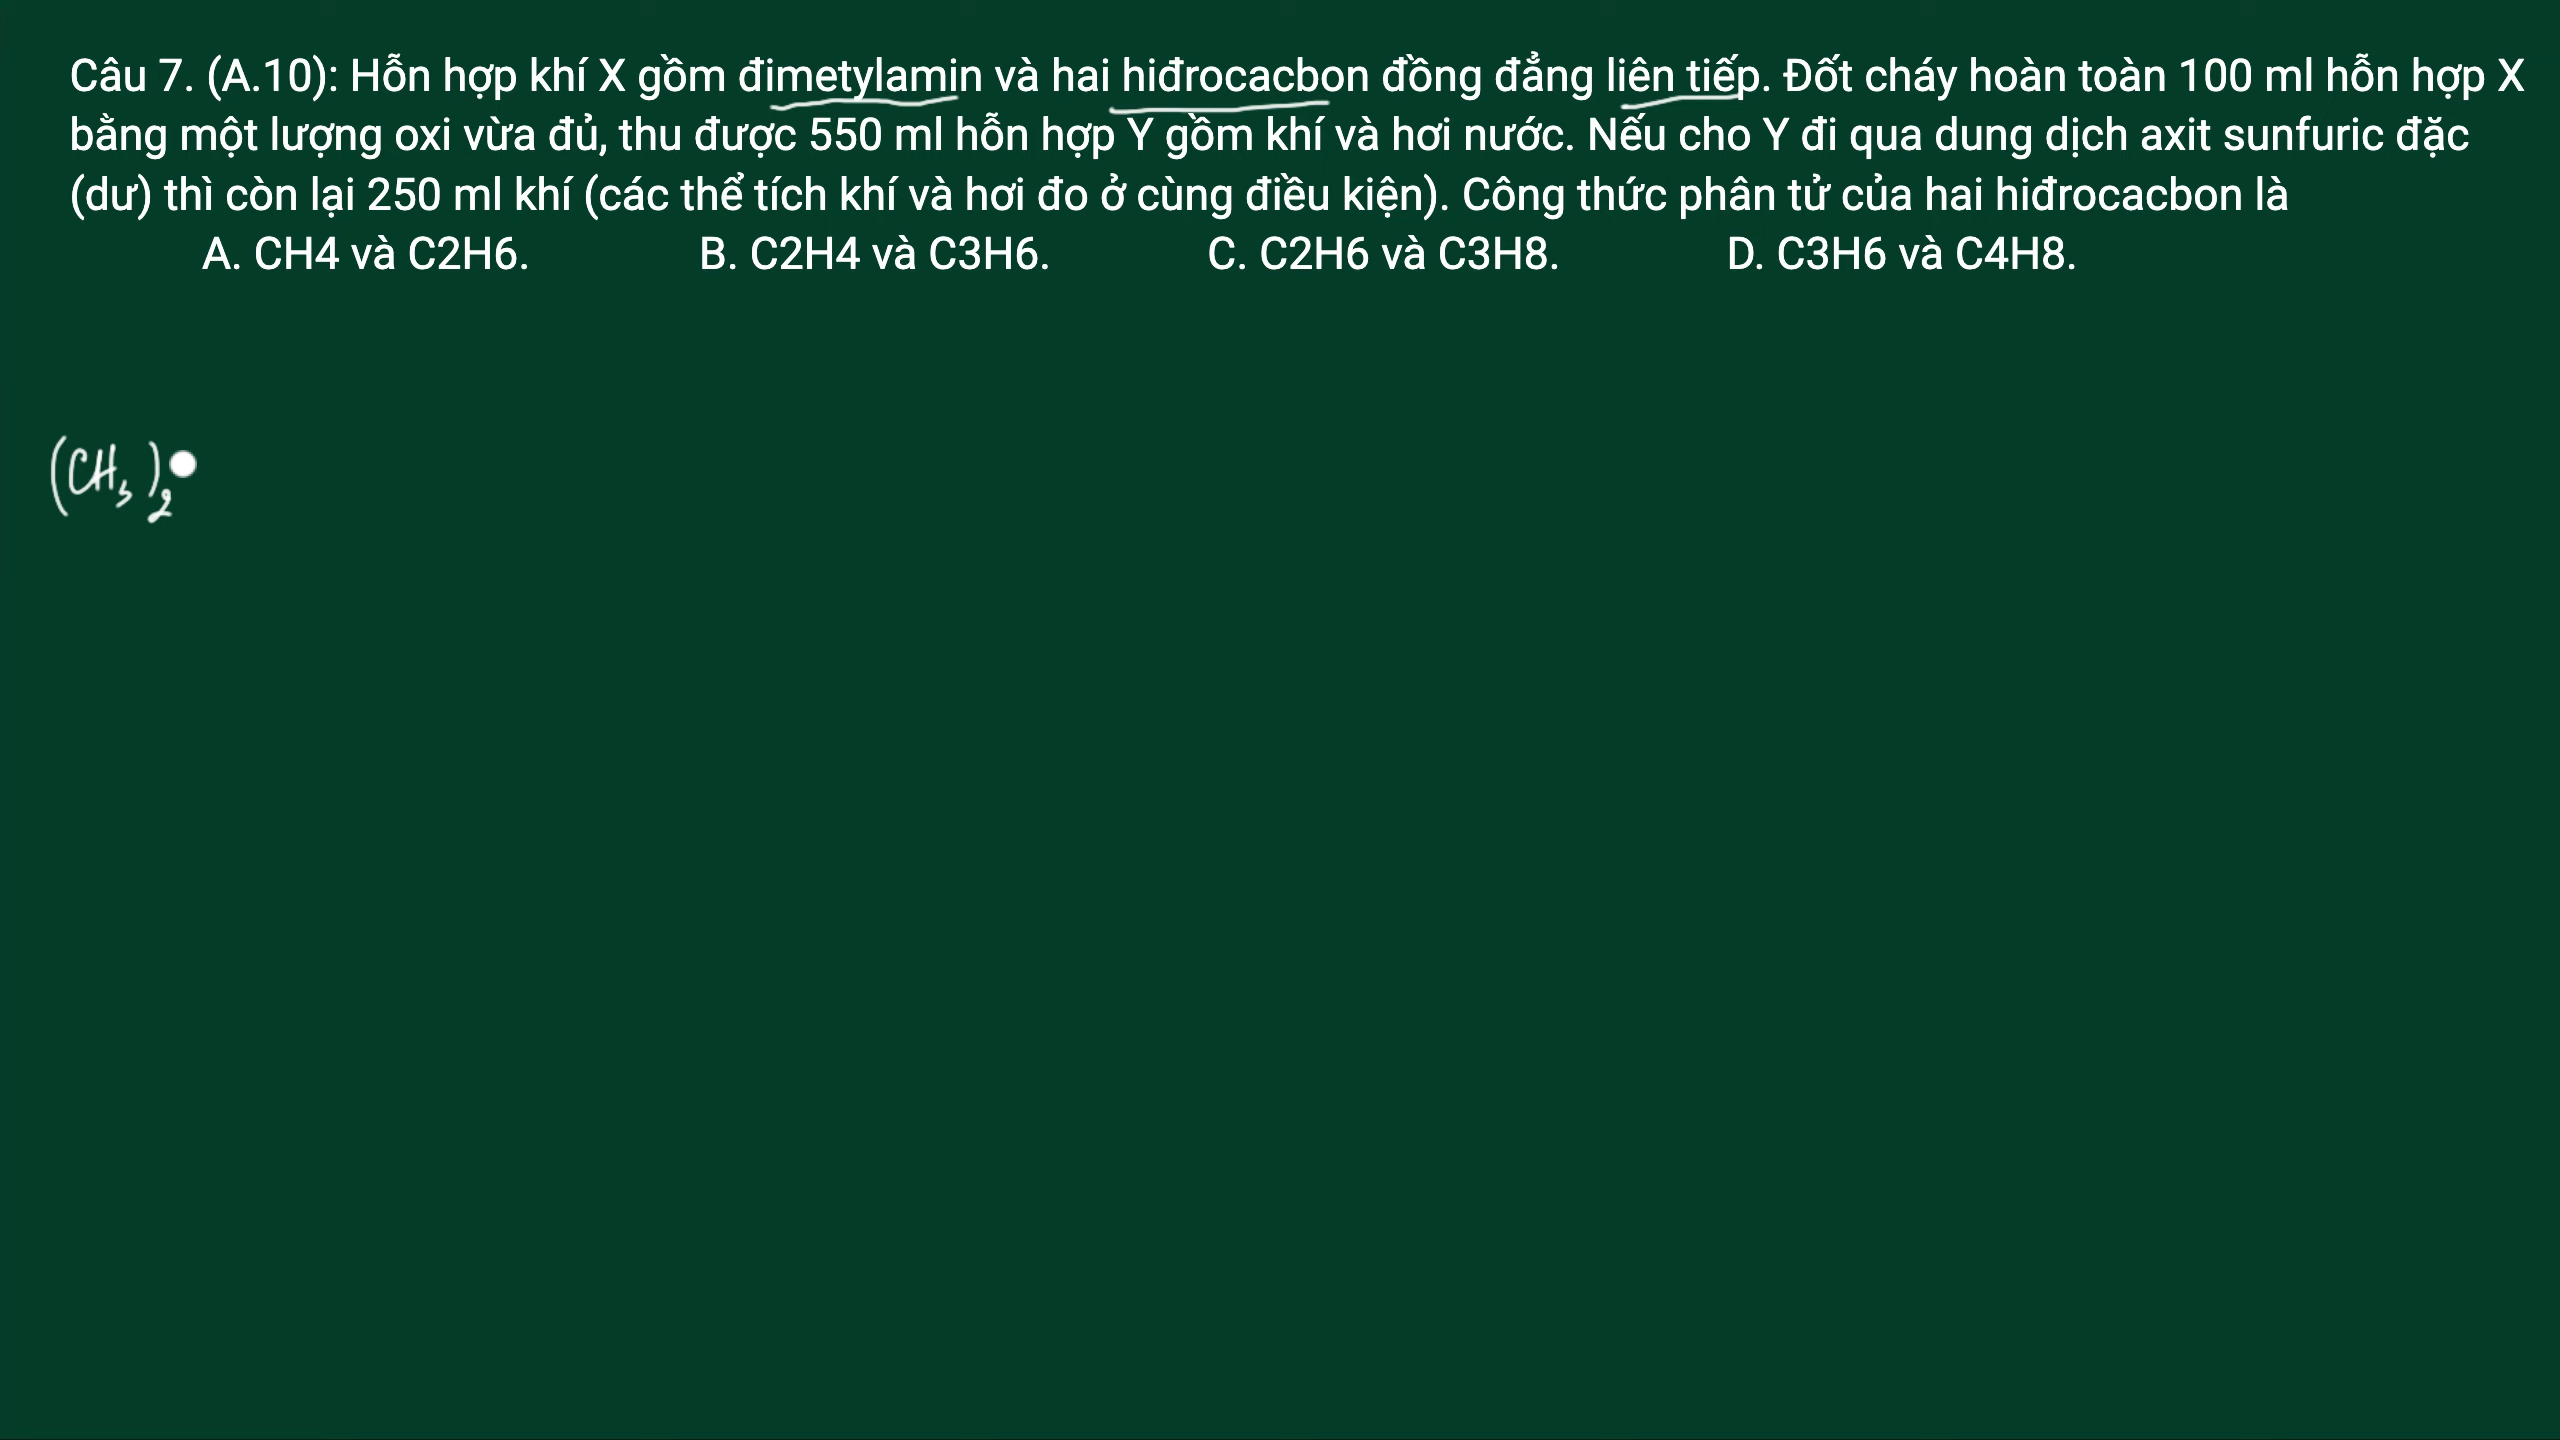 Câu 7. (A.10): Hỗn hợp khí X gồm đimetylamin và hai hiđrocacbon đồng đẳng liên tiếp. Đốt cháy hoàn toàn 100 ml hỗn hợp X
bằng một lượng oxi vừa đủ, thu được 550 ml hỗn hợp Y gồm khí và hơi nước. Nếu cho Y đi qua dung dịch axit sunfuric đặc
(dư) thì còn lại 250 ml khí (các thể tích khí và hơi đo ở cùng điều kiện). Công thức phân tử của hai hiđrocacbon là
A. CH4 và C2H6. B. C2H4 và C3H6. C. C2H6 và C3H8. D. C3H6 và C4H8.
(CH₃)₂